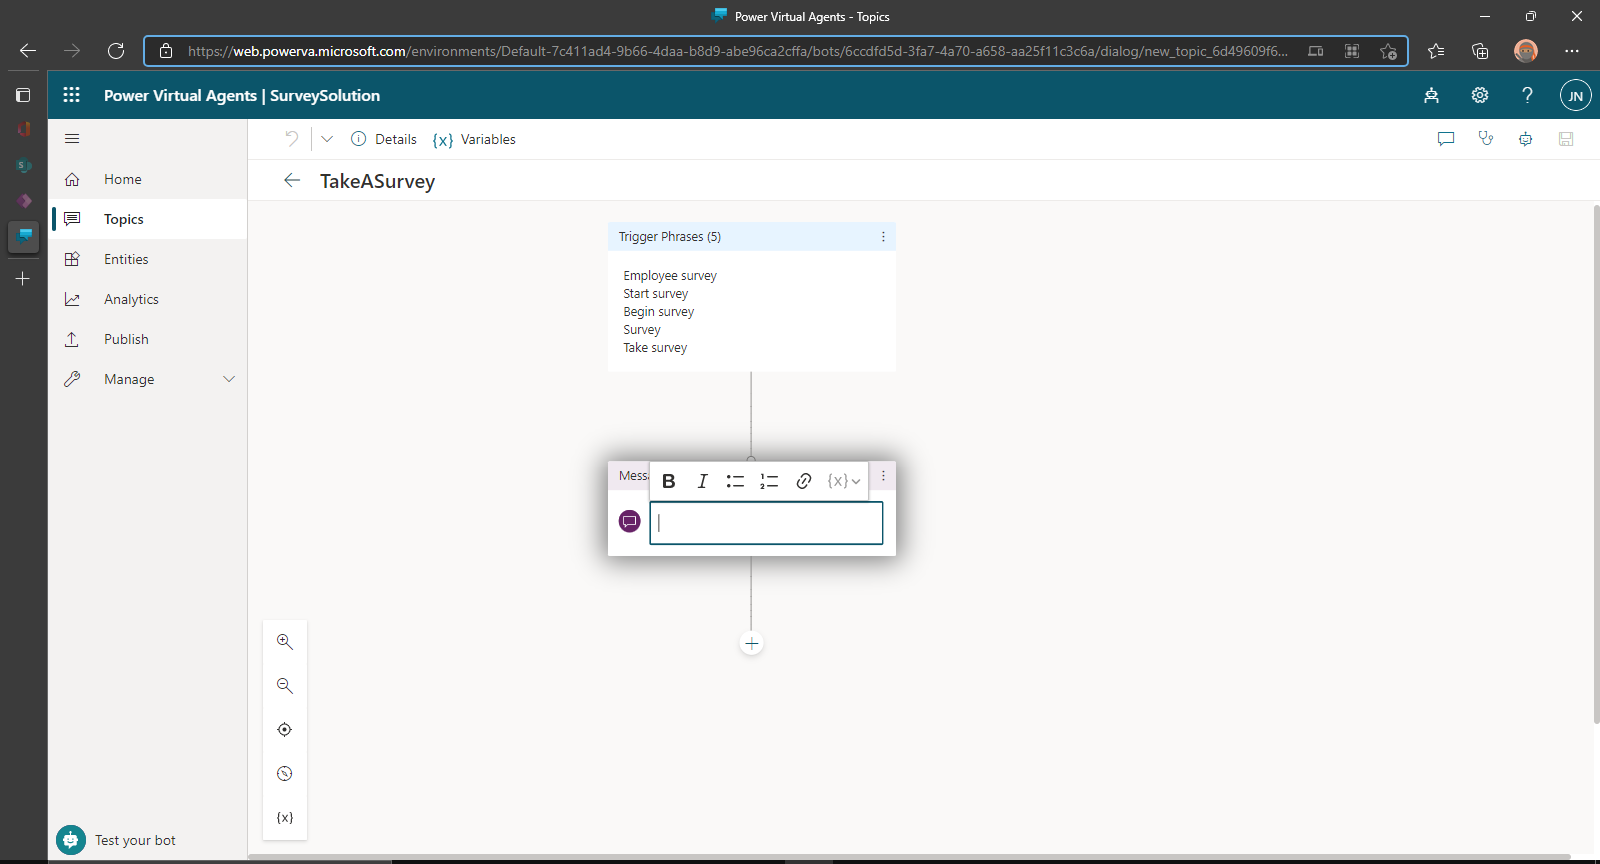 Power Virtual Agents - Topics
https://web.powerva.microsoft.com/environments/Default-7c411ad4-9b66-4daa-b8d9-abe96ca2cffa/bots/6ccdfd5d-3fa7-4a70-a658-aa25f11c3c6a/dialog/new_topic_6d49609f6...
Power Virtual Agents | SurveySolution
? JN
Details {x} Variables
TakeASurvey
Home
Topics
Entities
Analytics
Publish
Manage
Trigger Phrases (5)
Employee survey
Start survey
Begin survey
Survey
Take survey
Messa
B I {x}
{x}
Test your bot